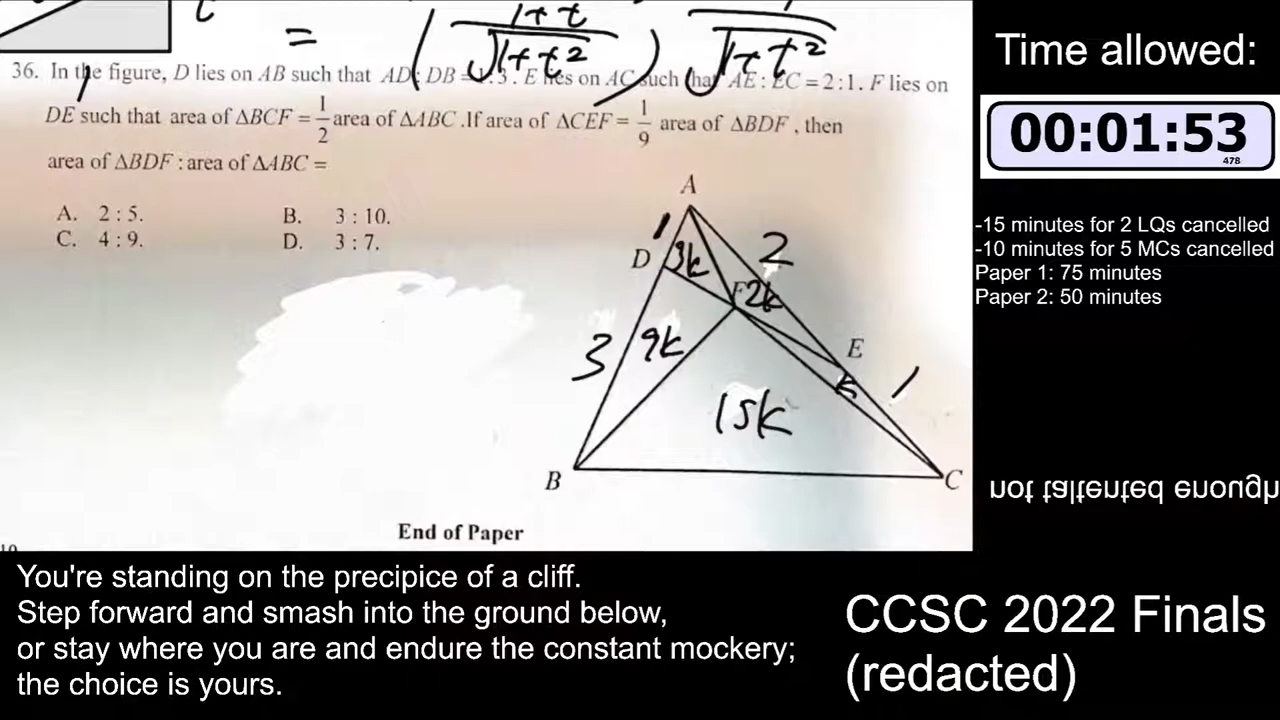 t
= ( 1+t / √1+t² ) 1 / √1+t²
36. In the figure, D lies on AB such that AD : DB = : 3 . E lies on AC such that AE : EC = 2 : 1. F lies on
DE such that area of ΔBCF = 1/2 area of ΔABC .If area of ΔCEF = 1/9 area of ΔBDF , then
area of ΔBDF : area of ΔABC =
A. 2 : 5. B. 3 : 10.
C. 4 : 9. D. 3 : 7.
A
1
2
D
3k
F
2k
3
9k
E
k
1
15k
B
C
End of Paper
Time allowed:
00:01:53
478
-15 minutes for 2 LQs cancelled
-10 minutes for 5 MCs cancelled
Paper 1: 75 minutes
Paper 2: 50 minutes
not taltented enough
You're standing on the precipice of a cliff.
Step forward and smash into the ground below,
or stay where you are and endure the constant mockery;
the choice is yours.
CCSC 2022 Finals
(redacted)